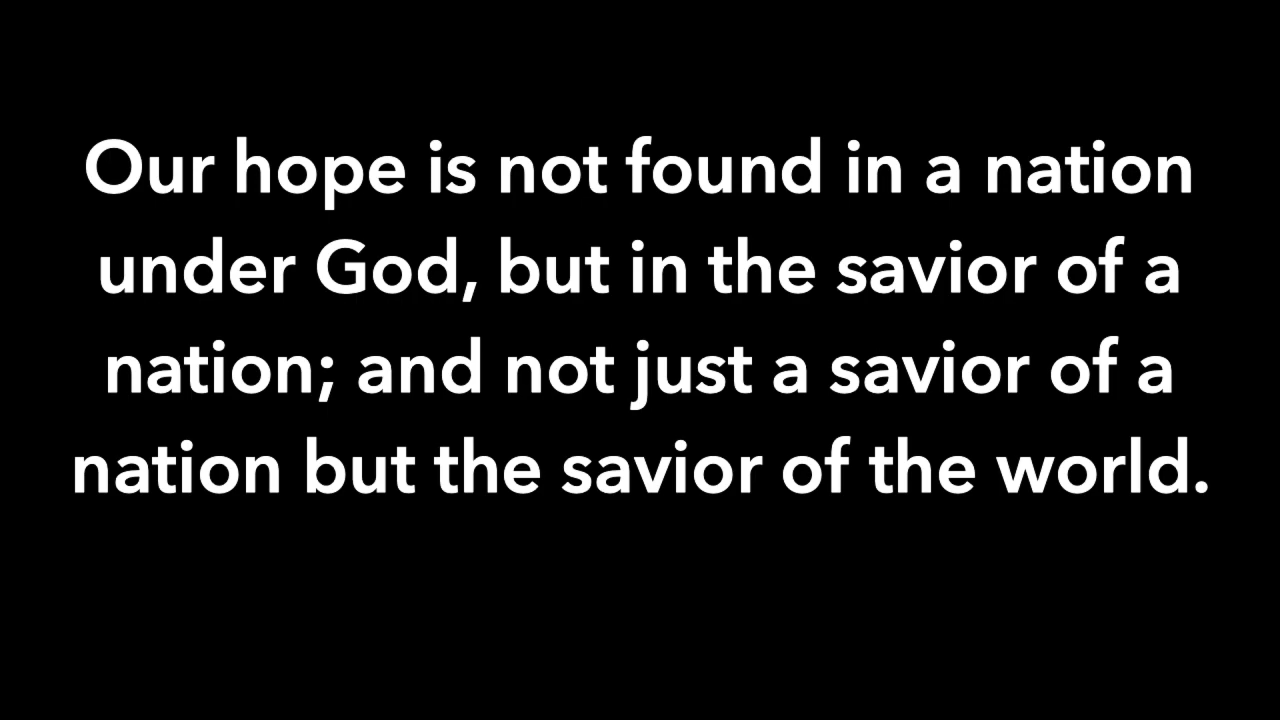 Our hope is not found in a nation
under God, but in the savior of a
nation; and not just a savior of a
nation but the savior of the world.